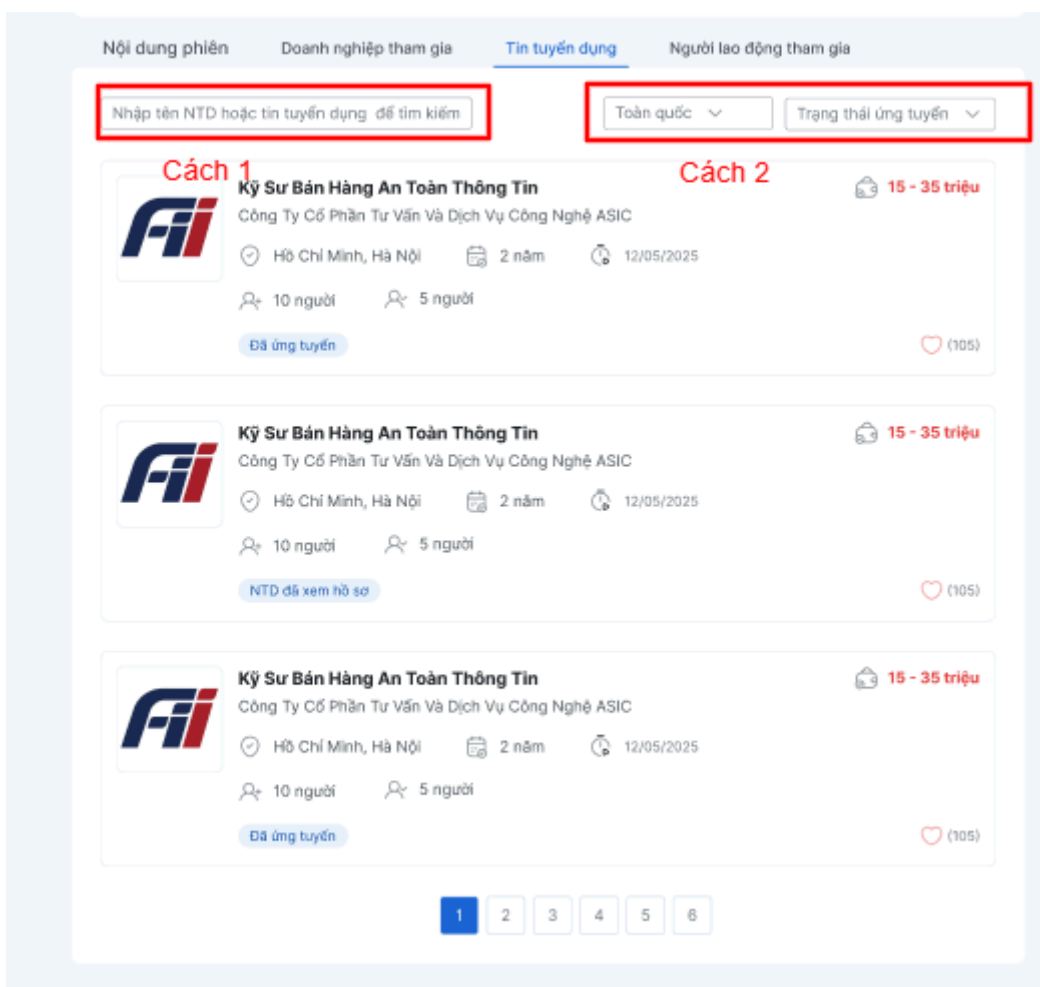 Nội dung phiên Doanh nghiệp tham gia Tin tuyển dụng Người lao động tham gia
Nhập tên NTD hoặc tin tuyển dụng để tìm kiếm Toàn quốc Trạng thái ứng tuyển
Cách 1 Cách 2
Kỹ Sư Bán Hàng An Toàn Thông Tin 15 - 35 triệu
Công Ty Cổ Phần Tư Vấn Và Dịch Vụ Công Nghệ ASIC
Hồ Chí Minh, Hà Nội 2 năm 12/05/2025
10 người 5 người
Đã ứng tuyển (105)
Kỹ Sư Bán Hàng An Toàn Thông Tin 15 - 35 triệu
Công Ty Cổ Phần Tư Vấn Và Dịch Vụ Công Nghệ ASIC
Hồ Chí Minh, Hà Nội 2 năm 12/05/2025
10 người 5 người
NTD đã xem hồ sơ (105)
Kỹ Sư Bán Hàng An Toàn Thông Tin 15 - 35 triệu
Công Ty Cổ Phần Tư Vấn Và Dịch Vụ Công Nghệ ASIC
Hồ Chí Minh, Hà Nội 2 năm 12/05/2025
10 người 5 người
Đã ứng tuyển (105)
1 2 3 4 5 6